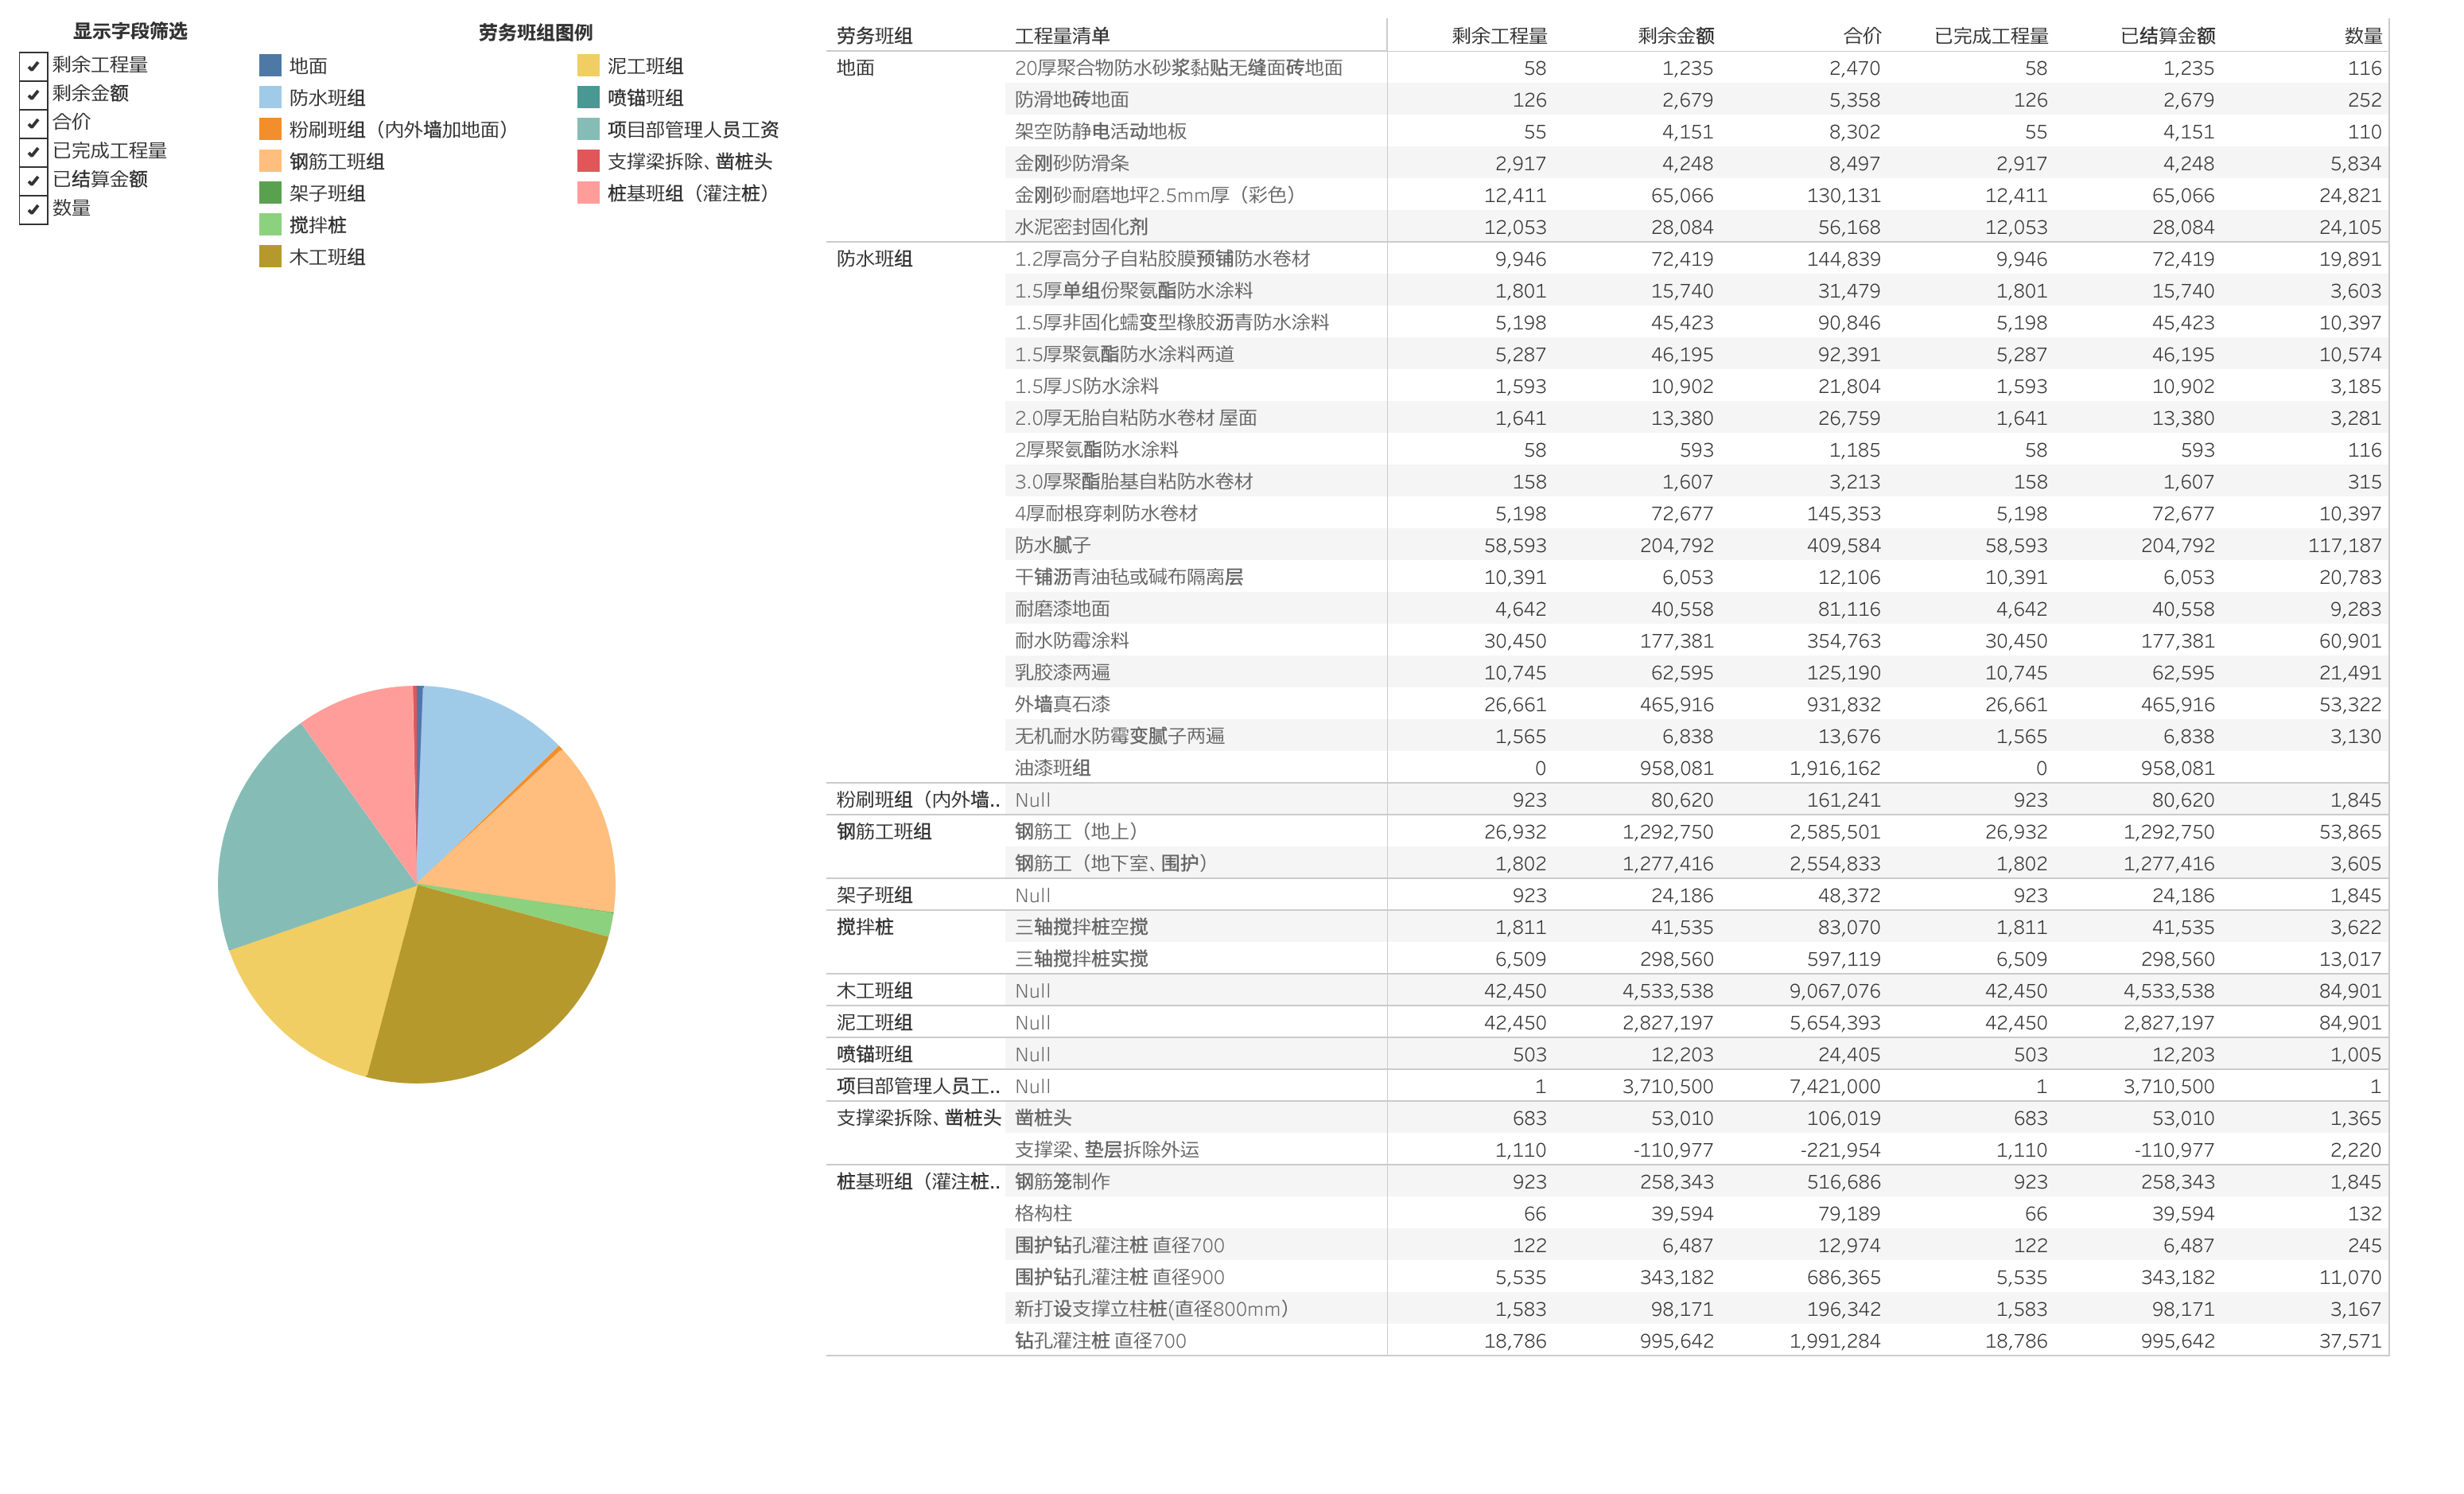 显示字段筛选
剩余工程量
剩余金额
合价
已完成工程量
已结算金额
数量
劳务班组图例
地面
防水班组
粉刷班组（内外墙加地面）
钢筋工班组
架子班组
搅拌桩
木工班组
泥工班组
喷锚班组
项目部管理人员工资
支撑梁拆除、凿桩头
桩基班组（灌注桩）
劳务班组 工程量清单 剩余工程量 剩余金额 合价 已完成工程量 已结算金额 数量
地面 20厚聚合物防水砂浆黏贴无缝面砖地面 58 1,235 2,470 58 1,235 116
防滑地砖地面 126 2,679 5,358 126 2,679 252
架空防静电活动地板 55 4,151 8,302 55 4,151 110
金刚砂防滑条 2,917 4,248 8,497 2,917 4,248 5,834
金刚砂耐磨地坪2.5mm厚（彩色） 12,411 65,066 130,131 12,411 65,066 24,821
水泥密封固化剂 12,053 28,084 56,168 12,053 28,084 24,105
防水班组 1.2厚高分子自粘胶膜预铺防水卷材 9,946 72,419 144,839 9,946 72,419 19,891
1.5厚单组份聚氨酯防水涂料 1,801 15,740 31,479 1,801 15,740 3,603
1.5厚非固化蠕变型橡胶沥青防水涂料 5,198 45,423 90,846 5,198 45,423 10,397
1.5厚聚氨酯防水涂料两道 5,287 46,195 92,391 5,287 46,195 10,574
1.5厚JS防水涂料 1,593 10,902 21,804 1,593 10,902 3,185
2.0厚无胎自粘防水卷材 屋面 1,641 13,380 26,759 1,641 13,380 3,281
2厚聚氨酯防水涂料 58 593 1,185 58 593 116
3.0厚聚酯胎基自粘防水卷材 158 1,607 3,213 158 1,607 315
4厚耐根穿刺防水卷材 5,198 72,677 145,353 5,198 72,677 10,397
防水腻子 58,593 204,792 409,584 58,593 204,792 117,187
干铺沥青油毡或碱布隔离层 10,391 6,053 12,106 10,391 6,053 20,783
耐磨漆地面 4,642 40,558 81,116 4,642 40,558 9,283
耐水防霉涂料 30,450 177,381 354,763 30,450 177,381 60,901
乳胶漆两遍 10,745 62,595 125,190 10,745 62,595 21,491
外墙真石漆 26,661 465,916 931,832 26,661 465,916 53,322
无机耐水防霉变腻子两遍 1,565 6,838 13,676 1,565 6,838 3,130
油漆班组 0 958,081 1,916,162 0 958,081
粉刷班组（内外墙.. Null 923 80,620 161,241 923 80,620 1,845
钢筋工班组 钢筋工（地上） 26,932 1,292,750 2,585,501 26,932 1,292,750 53,865
钢筋工（地下室、围护） 1,802 1,277,416 2,554,833 1,802 1,277,416 3,605
架子班组 Null 923 24,186 48,372 923 24,186 1,845
搅拌桩 三轴搅拌桩空搅 1,811 41,535 83,070 1,811 41,535 3,622
三轴搅拌桩实搅 6,509 298,560 597,119 6,509 298,560 13,017
木工班组 Null 42,450 4,533,538 9,067,076 42,450 4,533,538 84,901
泥工班组 Null 42,450 2,827,197 5,654,393 42,450 2,827,197 84,901
喷锚班组 Null 503 12,203 24,405 503 12,203 1,005
项目部管理人员工.. Null 1 3,710,500 7,421,000 1 3,710,500 1
支撑梁拆除、凿桩头 凿桩头 683 53,010 106,019 683 53,010 1,365
支撑梁、垫层拆除外运 1,110 -110,977 -221,954 1,110 -110,977 2,220
桩基班组（灌注桩.. 钢筋笼制作 923 258,343 516,686 923 258,343 1,845
格构柱 66 39,594 79,189 66 39,594 132
围护钻孔灌注桩 直径700 122 6,487 12,974 122 6,487 245
围护钻孔灌注桩 直径900 5,535 343,182 686,365 5,535 343,182 11,070
新打设支撑立柱桩(直径800mm） 1,583 98,171 196,342 1,583 98,171 3,167
钻孔灌注桩 直径700 18,786 995,642 1,991,284 18,786 995,642 37,571